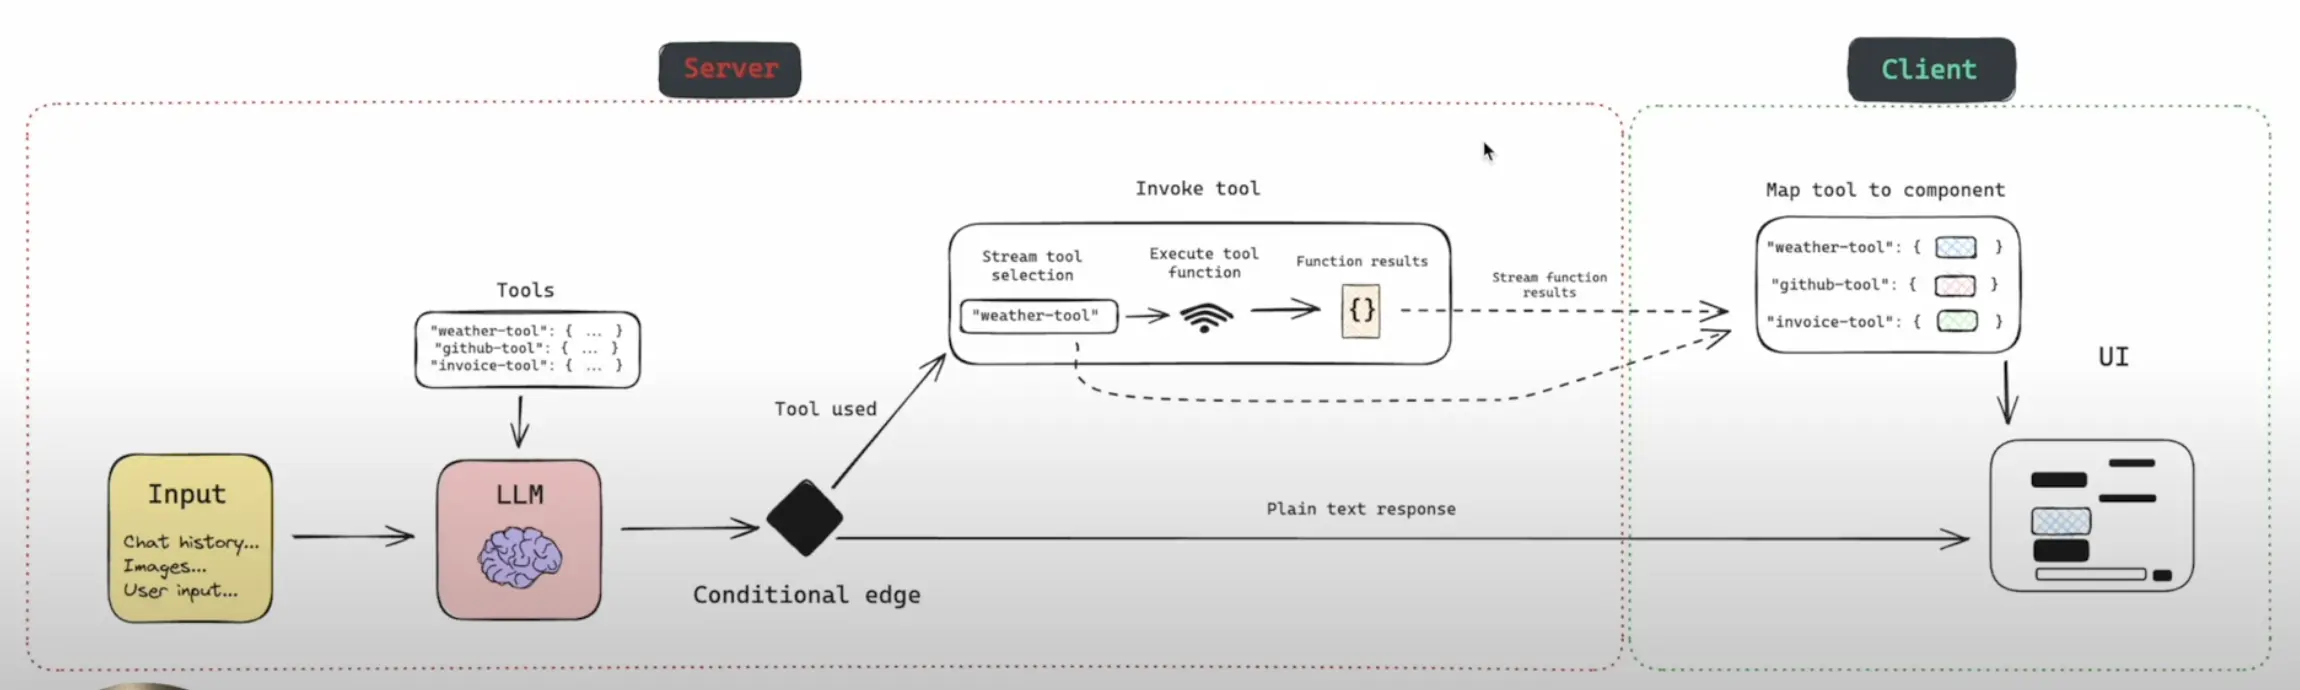 Server
Client
Invoke tool
Map tool to component
Stream tool
selection
Execute tool
function
Function results
"weather-tool"
{}
Stream function
results
"weather-tool": { }
"github-tool": { }
"invoice-tool": { }
Tools
"weather-tool": { ... }
"github-tool": { ... }
"invoice-tool": { ... }
UI
Tool used
Input
Chat history...
Images...
User input...
LLM
Conditional edge
Plain text response